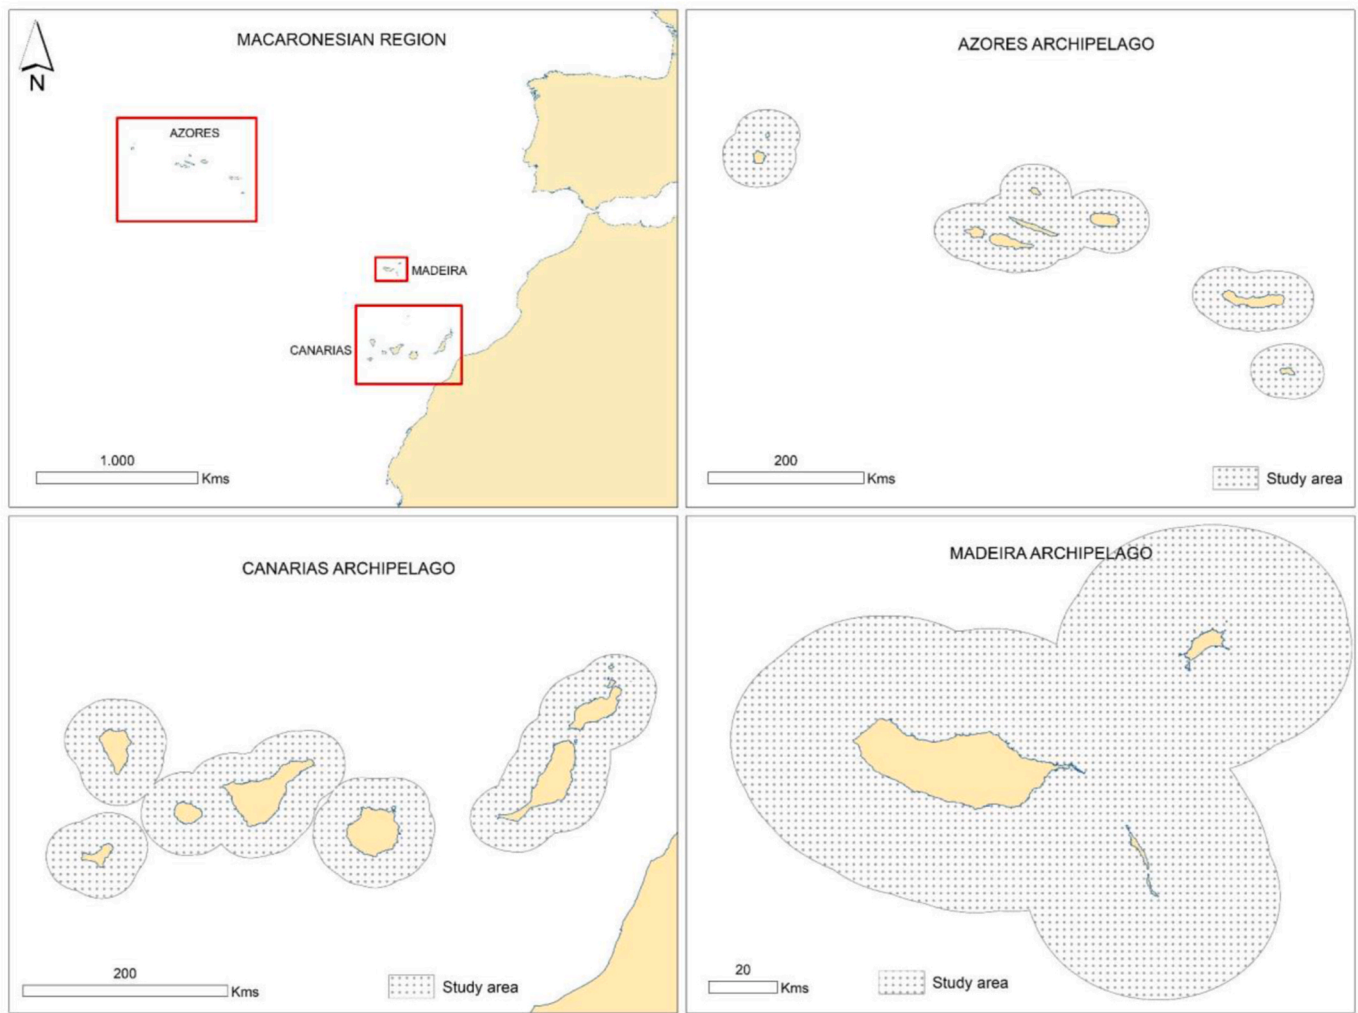 MACARONESIAN REGION
N
AZORES
MADEIRA
CANARIAS
1.000
Kms
AZORES ARCHIPELAGO
200
Kms
Study area
CANARIAS ARCHIPELAGO
200
Kms
Study area
MADEIRA ARCHIPELAGO
20
Kms
Study area